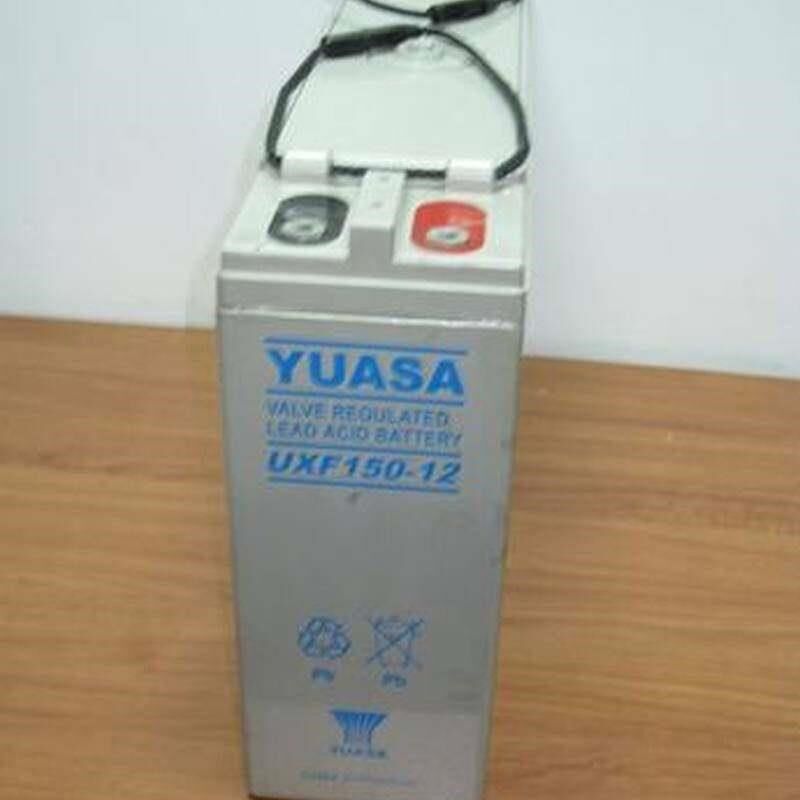 YUASA
VALVE REGULATED
LEAD ACID BATTERY
UXF150-12
Pb Pb
YUASA